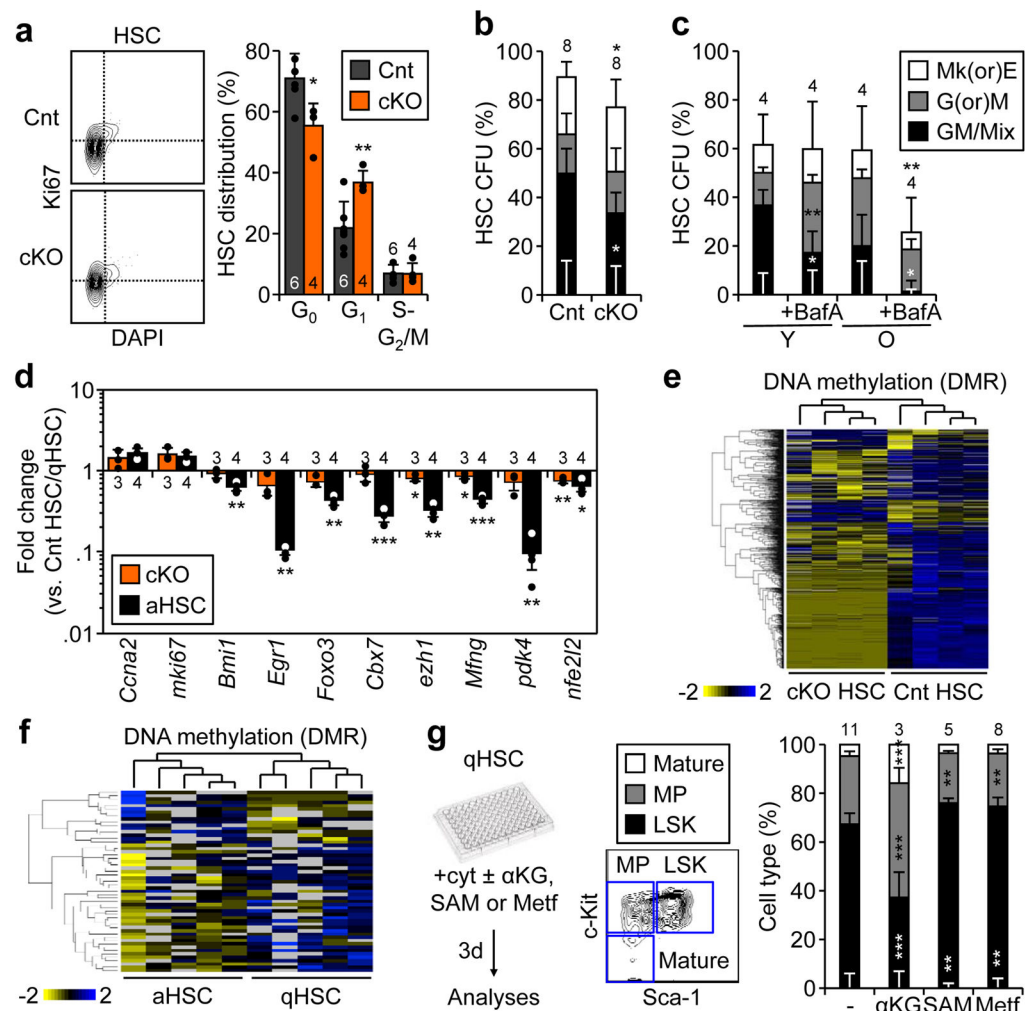 a
HSC
Cnt
cKO
Ki67
DAPI
HSC distribution (%)
80
60
40
20
0
Cnt
cKO
*
**
6
4
6
4
6
4
G0
G1
S-
G2/M
b
HSC CFU (%)
100
80
60
40
20
0
8
*
8
*
Cnt cKO
c
HSC CFU (%)
100
80
60
40
20
0
4
4
4
**
4
**
*
*
+BafA
+BafA
Y
O
Mk(or)E
G(or)M
GM/Mix
d
Fold change
(vs. Cnt HSC/qHSC)
10
1
.1
.01
3 4 3 4 3 4 3 4 3 4 3 4 3 4 3 4
3 4 3 4
** ** ** *** * ** * *** ** ** *
cKO
aHSC
Ccna2
mki67
Bmi1
Egr1
Foxo3
Cbx7
ezh1
Mfng
pdk4
nfe2l2
e
DNA methylation (DMR)
-2 2
cKO HSC Cnt HSC
f
DNA methylation (DMR)
-2 2
aHSC qHSC
g
qHSC
+cyt ± αKG,
SAM or Metf
3d
Analyses
Mature
MP
LSK
MP LSK
Mature
c-Kit
Sca-1
Cell type (%)
100
80
60
40
20
0
11 3 5 8
***
** **
***
***
** **
- αKG SAM Metf